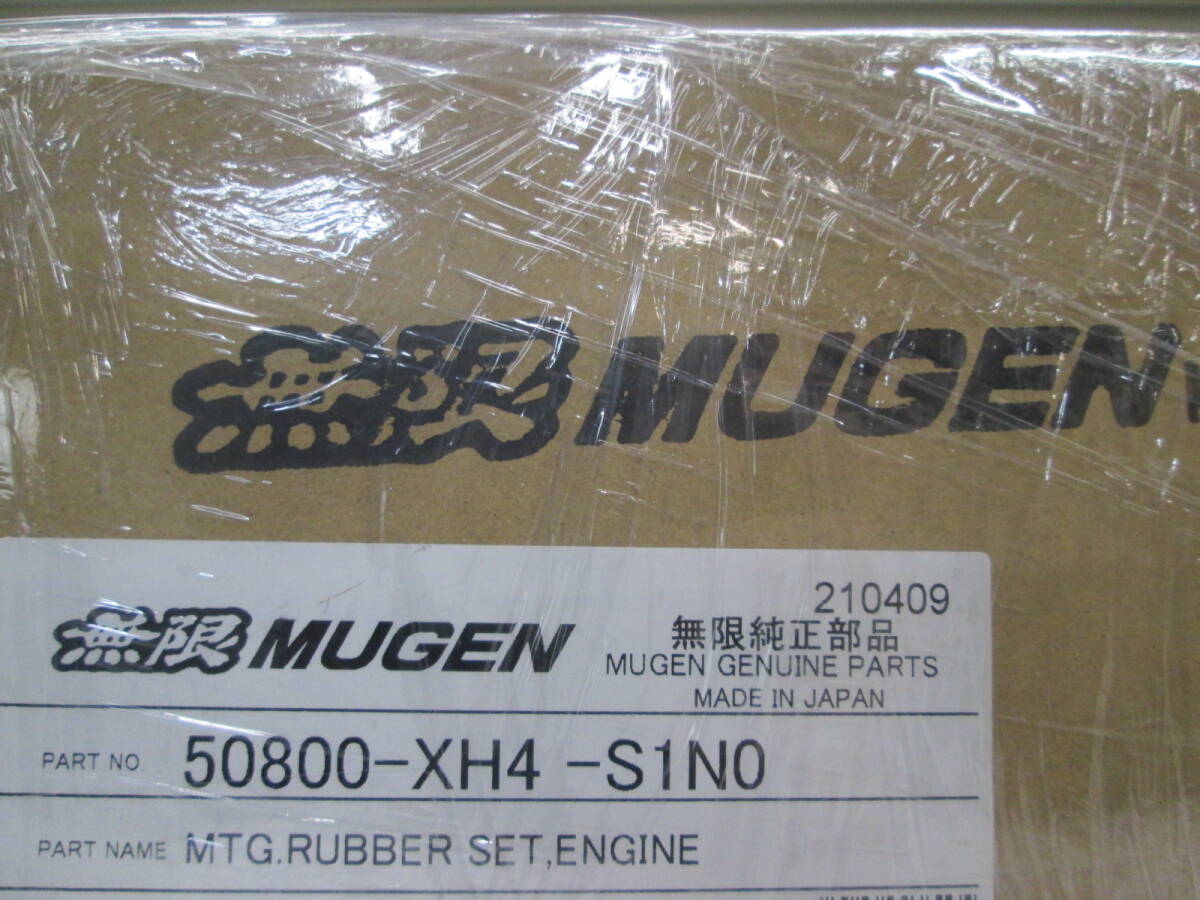 無限 MUGEN
210409
無限 MUGEN 無限純正部品
MUGEN GENUINE PARTS
MADE IN JAPAN
PART NO. 50800-XH4 -S1N0
PART NAME MTG.RUBBER SET,ENGINE